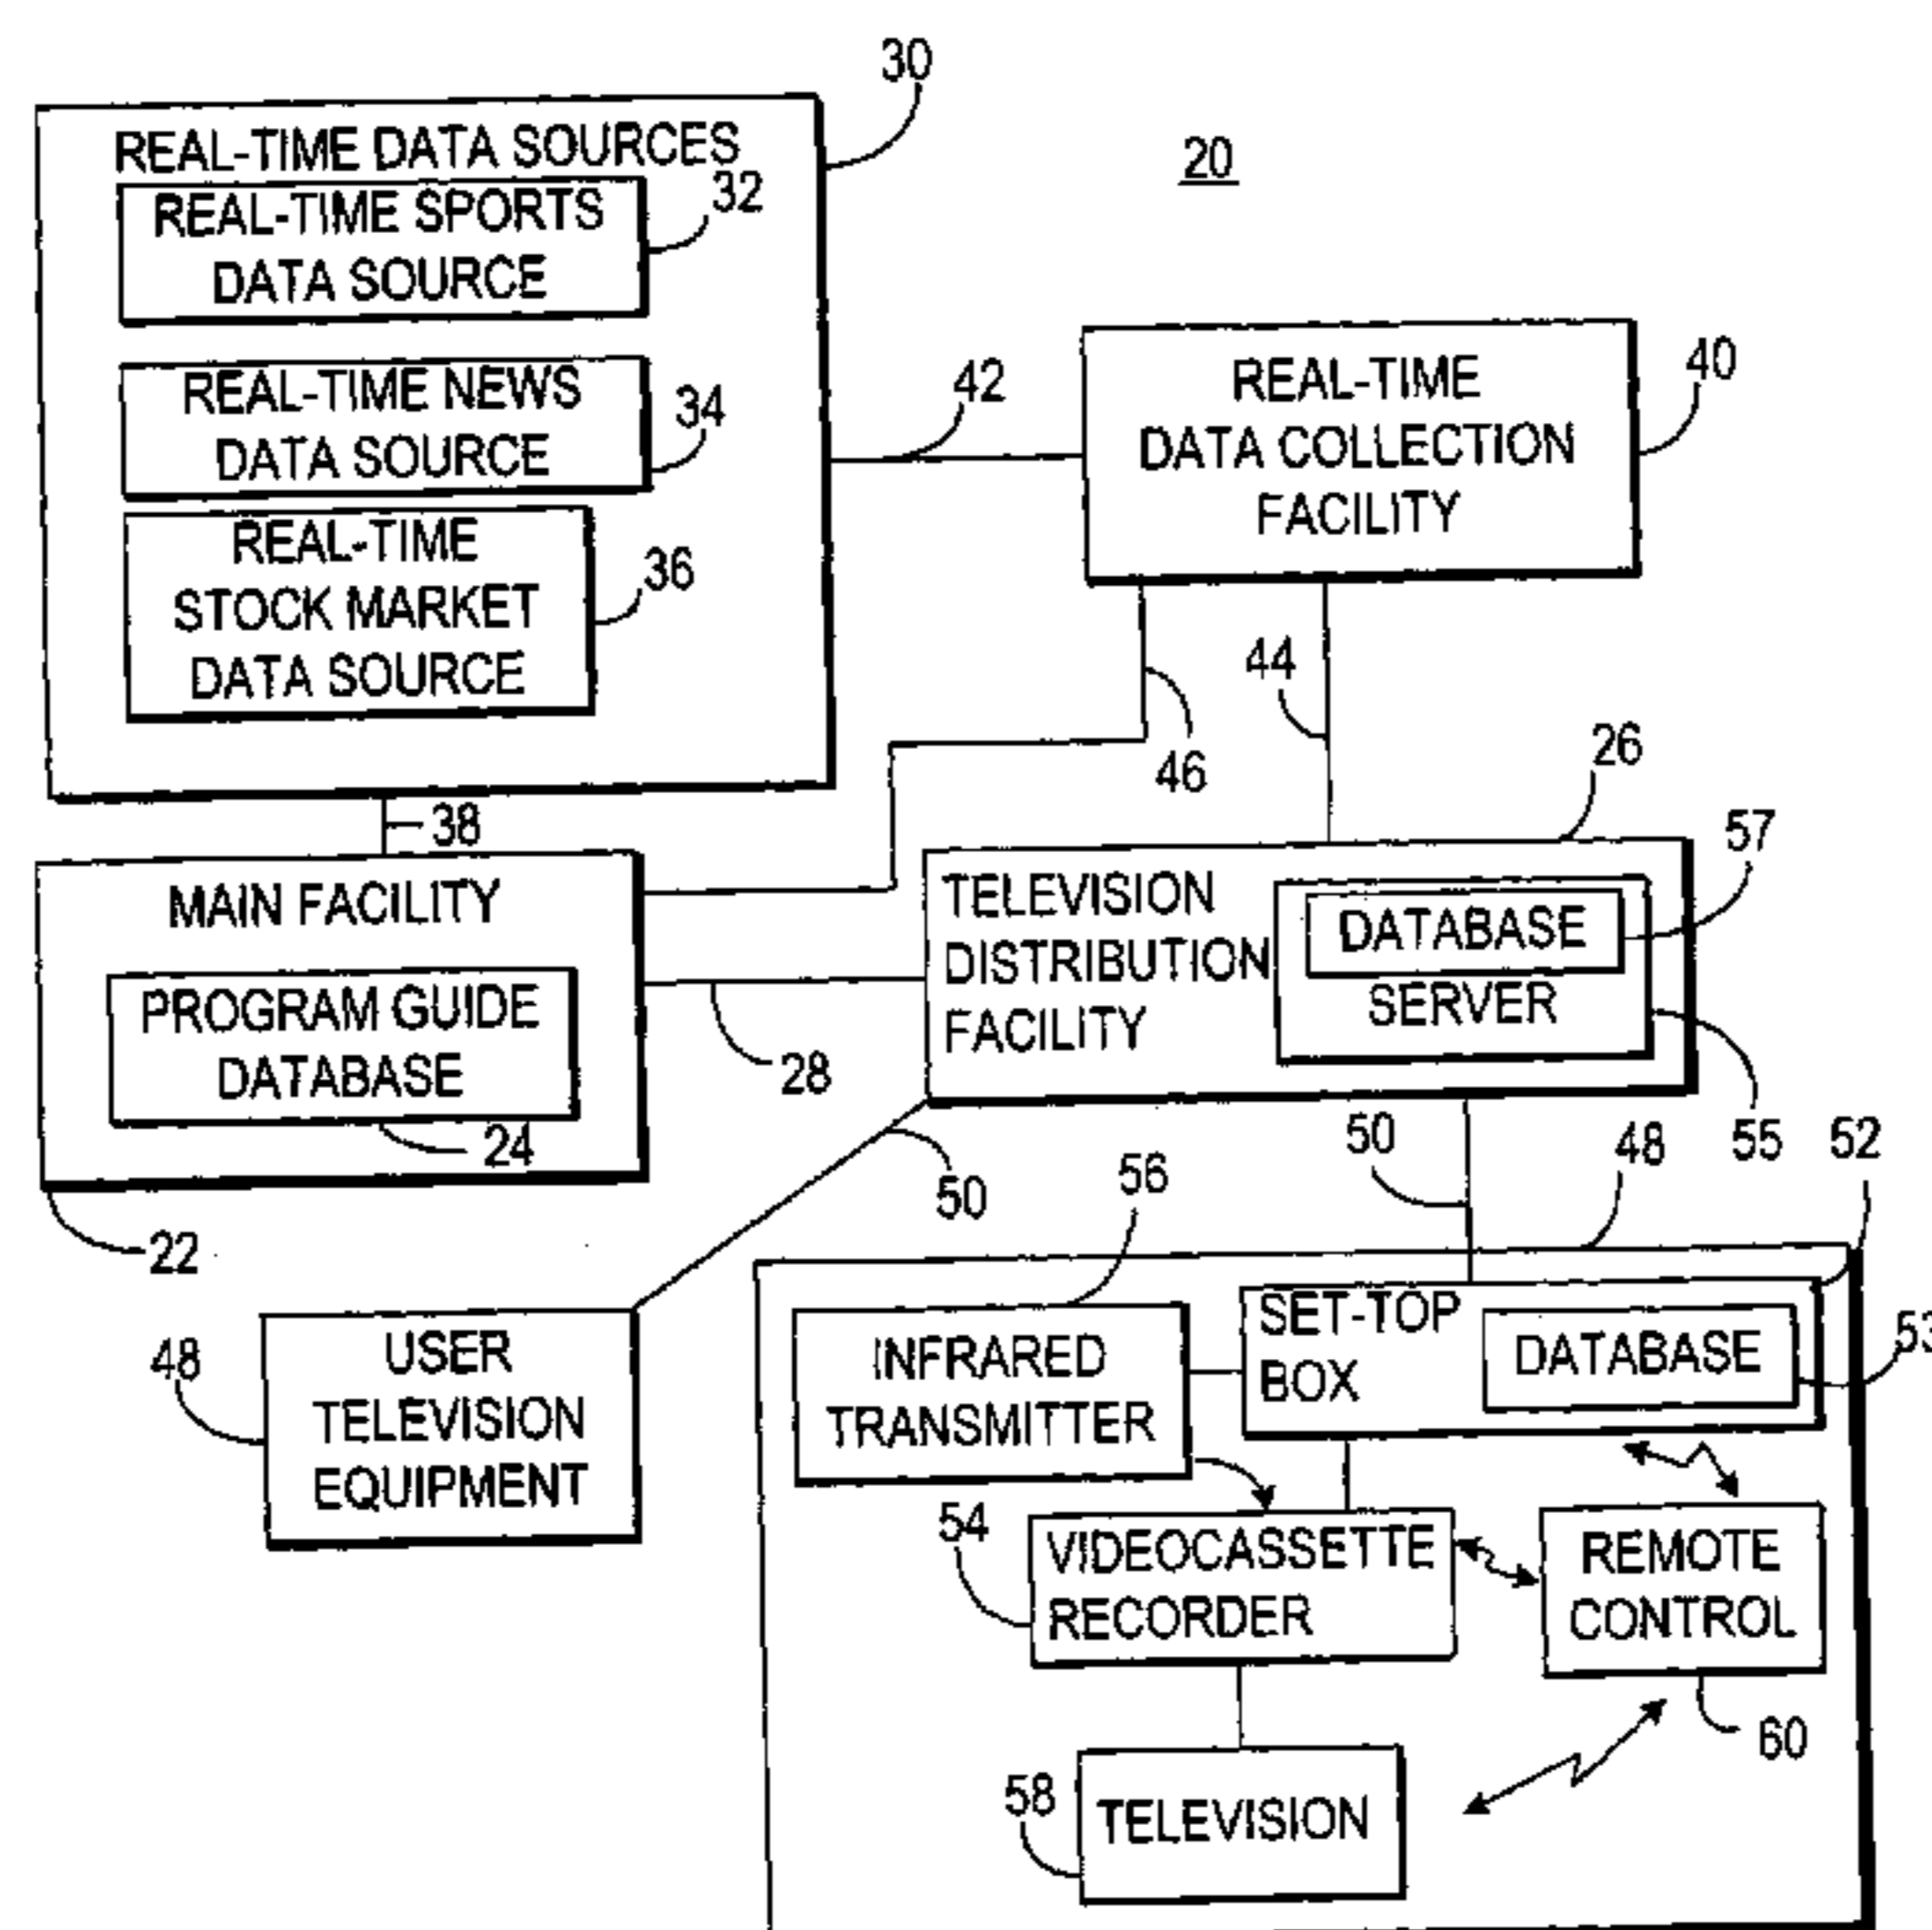 30
20
REAL-TIME DATA SOURCES
REAL-TIME SPORTS
DATA SOURCE
32
REAL-TIME NEWS
DATA SOURCE
34
REAL-TIME
STOCK MARKET
DATA SOURCE
36
42
REAL-TIME
DATA COLLECTION
FACILITY
40
44
46
38
26
57
MAIN FACILITY
PROGRAM GUIDE
DATABASE
24
22
28
TELEVISION
DISTRIBUTION
FACILITY
DATABASE
SERVER
55
50
50
48
52
56
48
USER
TELEVISION
EQUIPMENT
INFRARED
TRANSMITTER
SET-TOP
BOX
DATABASE
53
54
VIDEOCASSETTE
RECORDER
REMOTE
CONTROL
60
58
TELEVISION